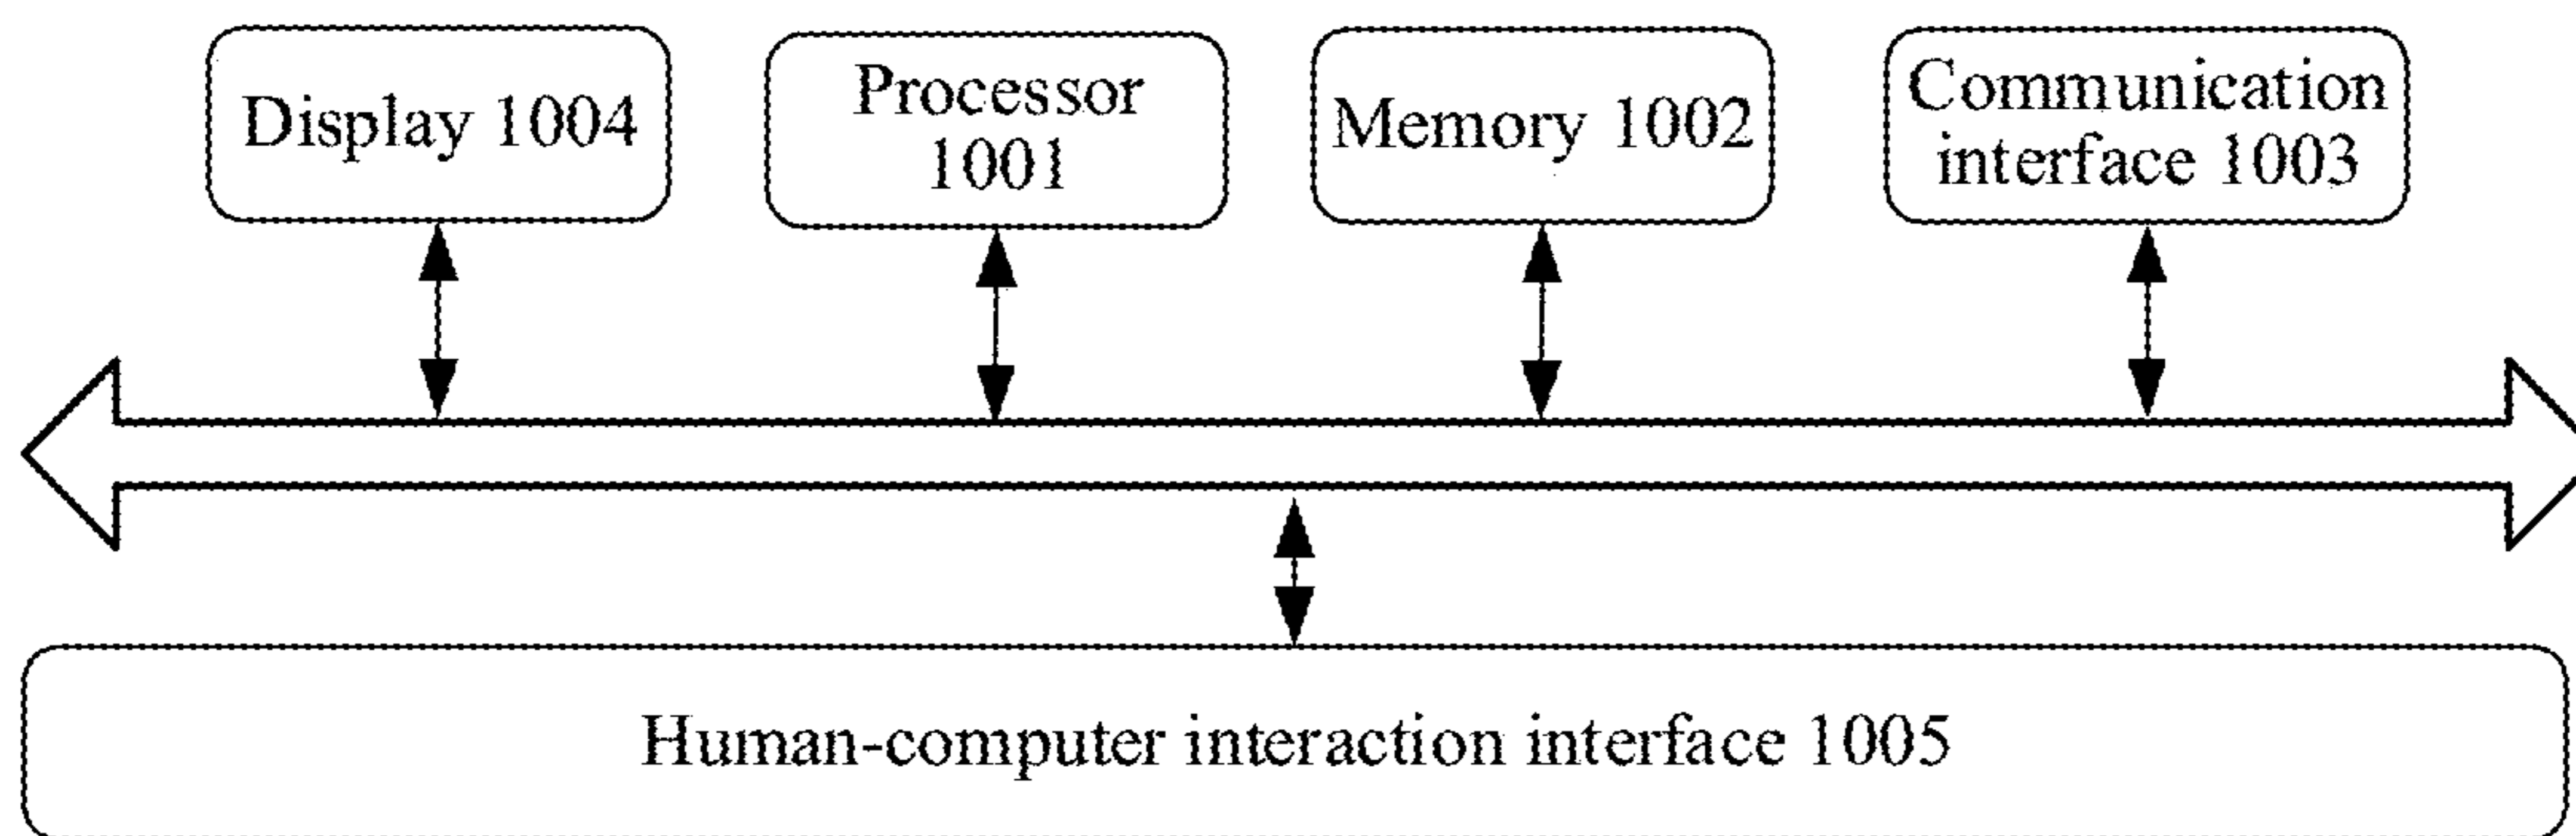 Display 1004
Processor
1001
Memory 1002
Communication
interface 1003
Human-computer interaction interface 1005